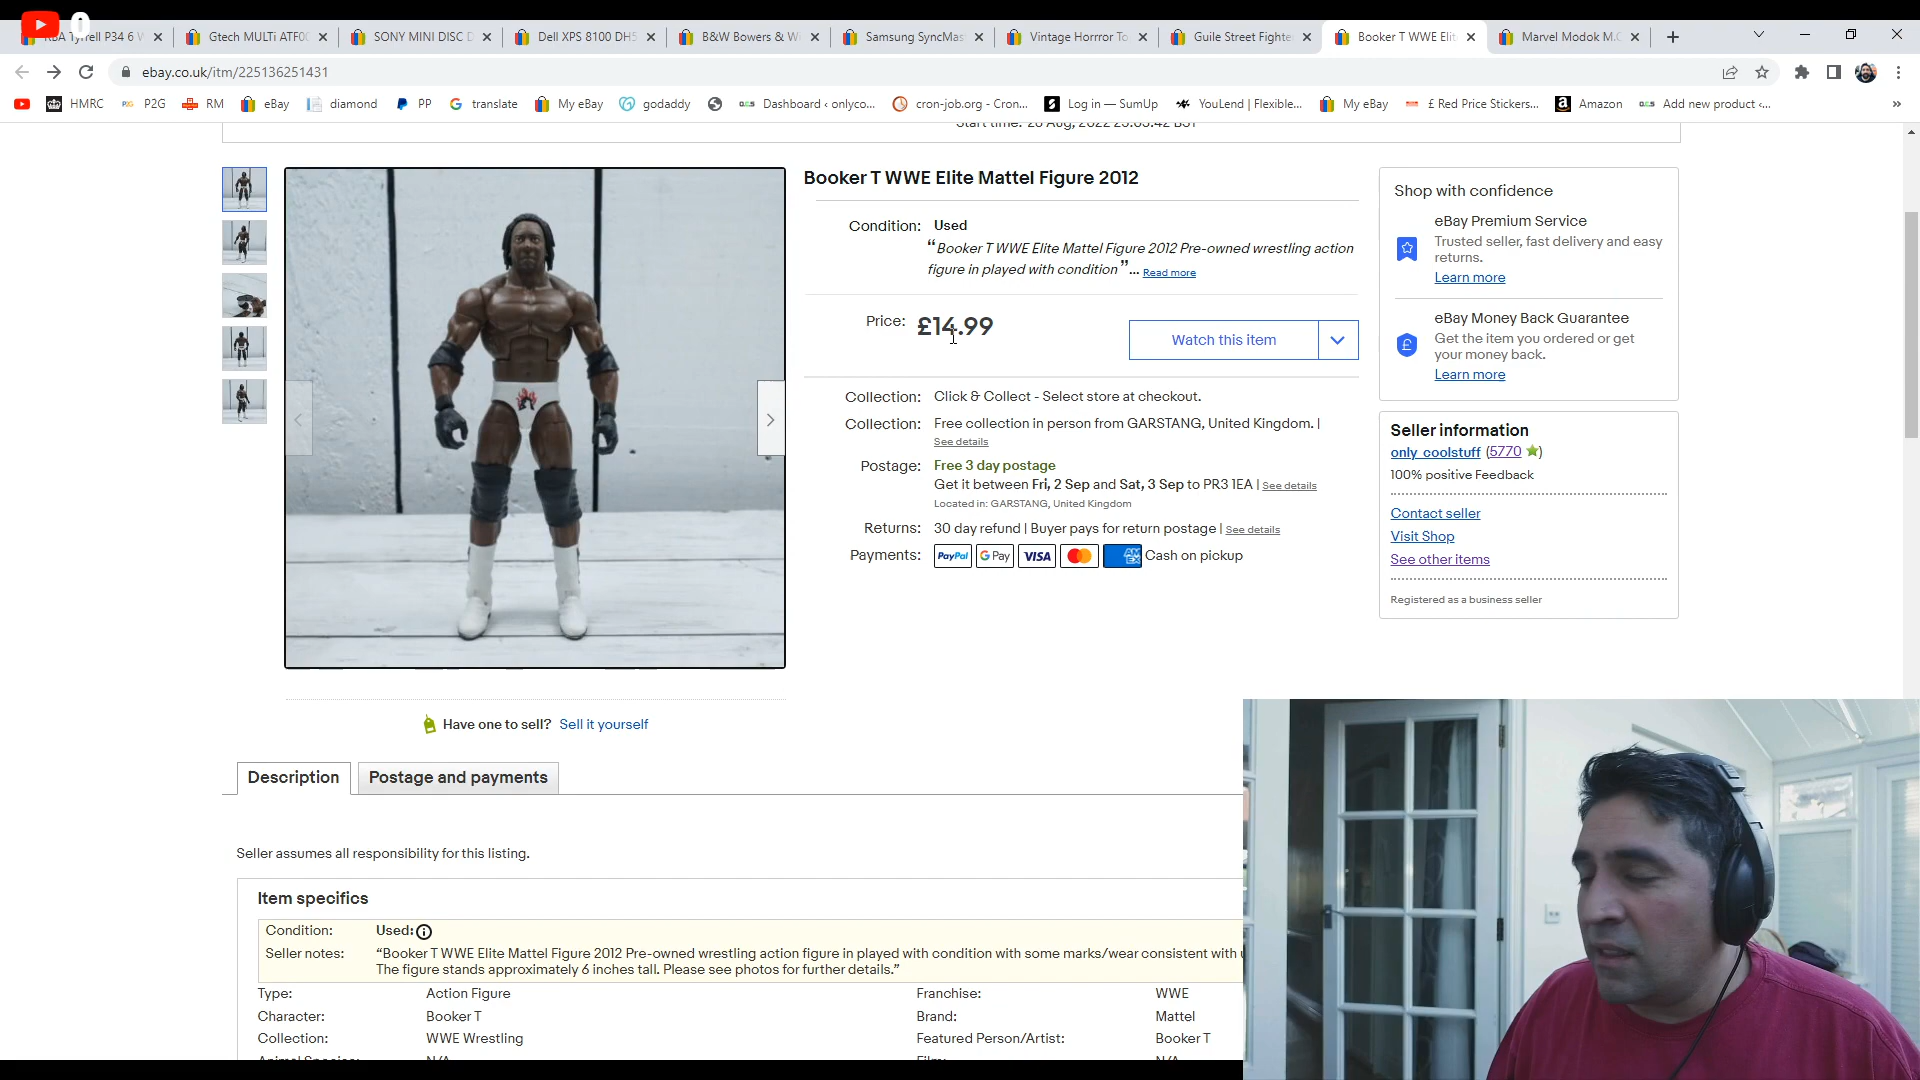 Tyrrell P34 6
Gtech MULTi ATF00
SONY MINI DISC
Dell XPS 8100 DH5
B&W Bowers & W
Samsung SyncMas
Vintage Horrror To
Guile Street Fighte
Booker T WWE Elit
Marvel Modok M.O
ebay.co.uk/itm/225136251431
HMRC
P2G
RM
eBay
diamond
PP
translate
My eBay
godaddy
Dashboard ‹ onlyco...
cron-job.org - Cron...
Log in — SumUp
YouLend | Flexible...
My eBay
£ Red Price Stickers...
Amazon
Add new product ‹...
Booker T WWE Elite Mattel Figure 2012
Condition: Used
“Booker T WWE Elite Mattel Figure 2012 Pre-owned wrestling action
figure in played with condition”... Read more
Price: £14.99
Watch this item
Collection: Click & Collect - Select store at checkout.
Collection: Free collection in person from GARSTANG, United Kingdom. |
See details
Postage: Free 3 day postage
Get it between Fri, 2 Sep and Sat, 3 Sep to PR3 1EA | See details
Located in: GARSTANG, United Kingdom
Returns: 30 day refund | Buyer pays for return postage | See details
Payments: PayPal G Pay VISA AM EX Cash on pickup
Shop with confidence
eBay Premium Service
Trusted seller, fast delivery and easy
returns.
Learn more
eBay Money Back Guarantee
Get the item you ordered or get
your money back.
Learn more
Seller information
only_coolstuff (5770)
100% positive Feedback
Contact seller
Visit Shop
See other items
Registered as a business seller
Have one to sell? Sell it yourself
Description
Postage and payments
Seller assumes all responsibility for this listing.
Item specifics
Condition: Used:
Seller notes: “Booker T WWE Elite Mattel Figure 2012 Pre-owned wrestling action figure in played with condition with some marks/wear consistent with
The figure stands approximately 6 inches tall. Please see photos for further details.”
Type: Action Figure Franchise: WWE
Character: Booker T Brand: Mattel
Collection: WWE Wrestling Featured Person/Artist: Booker T